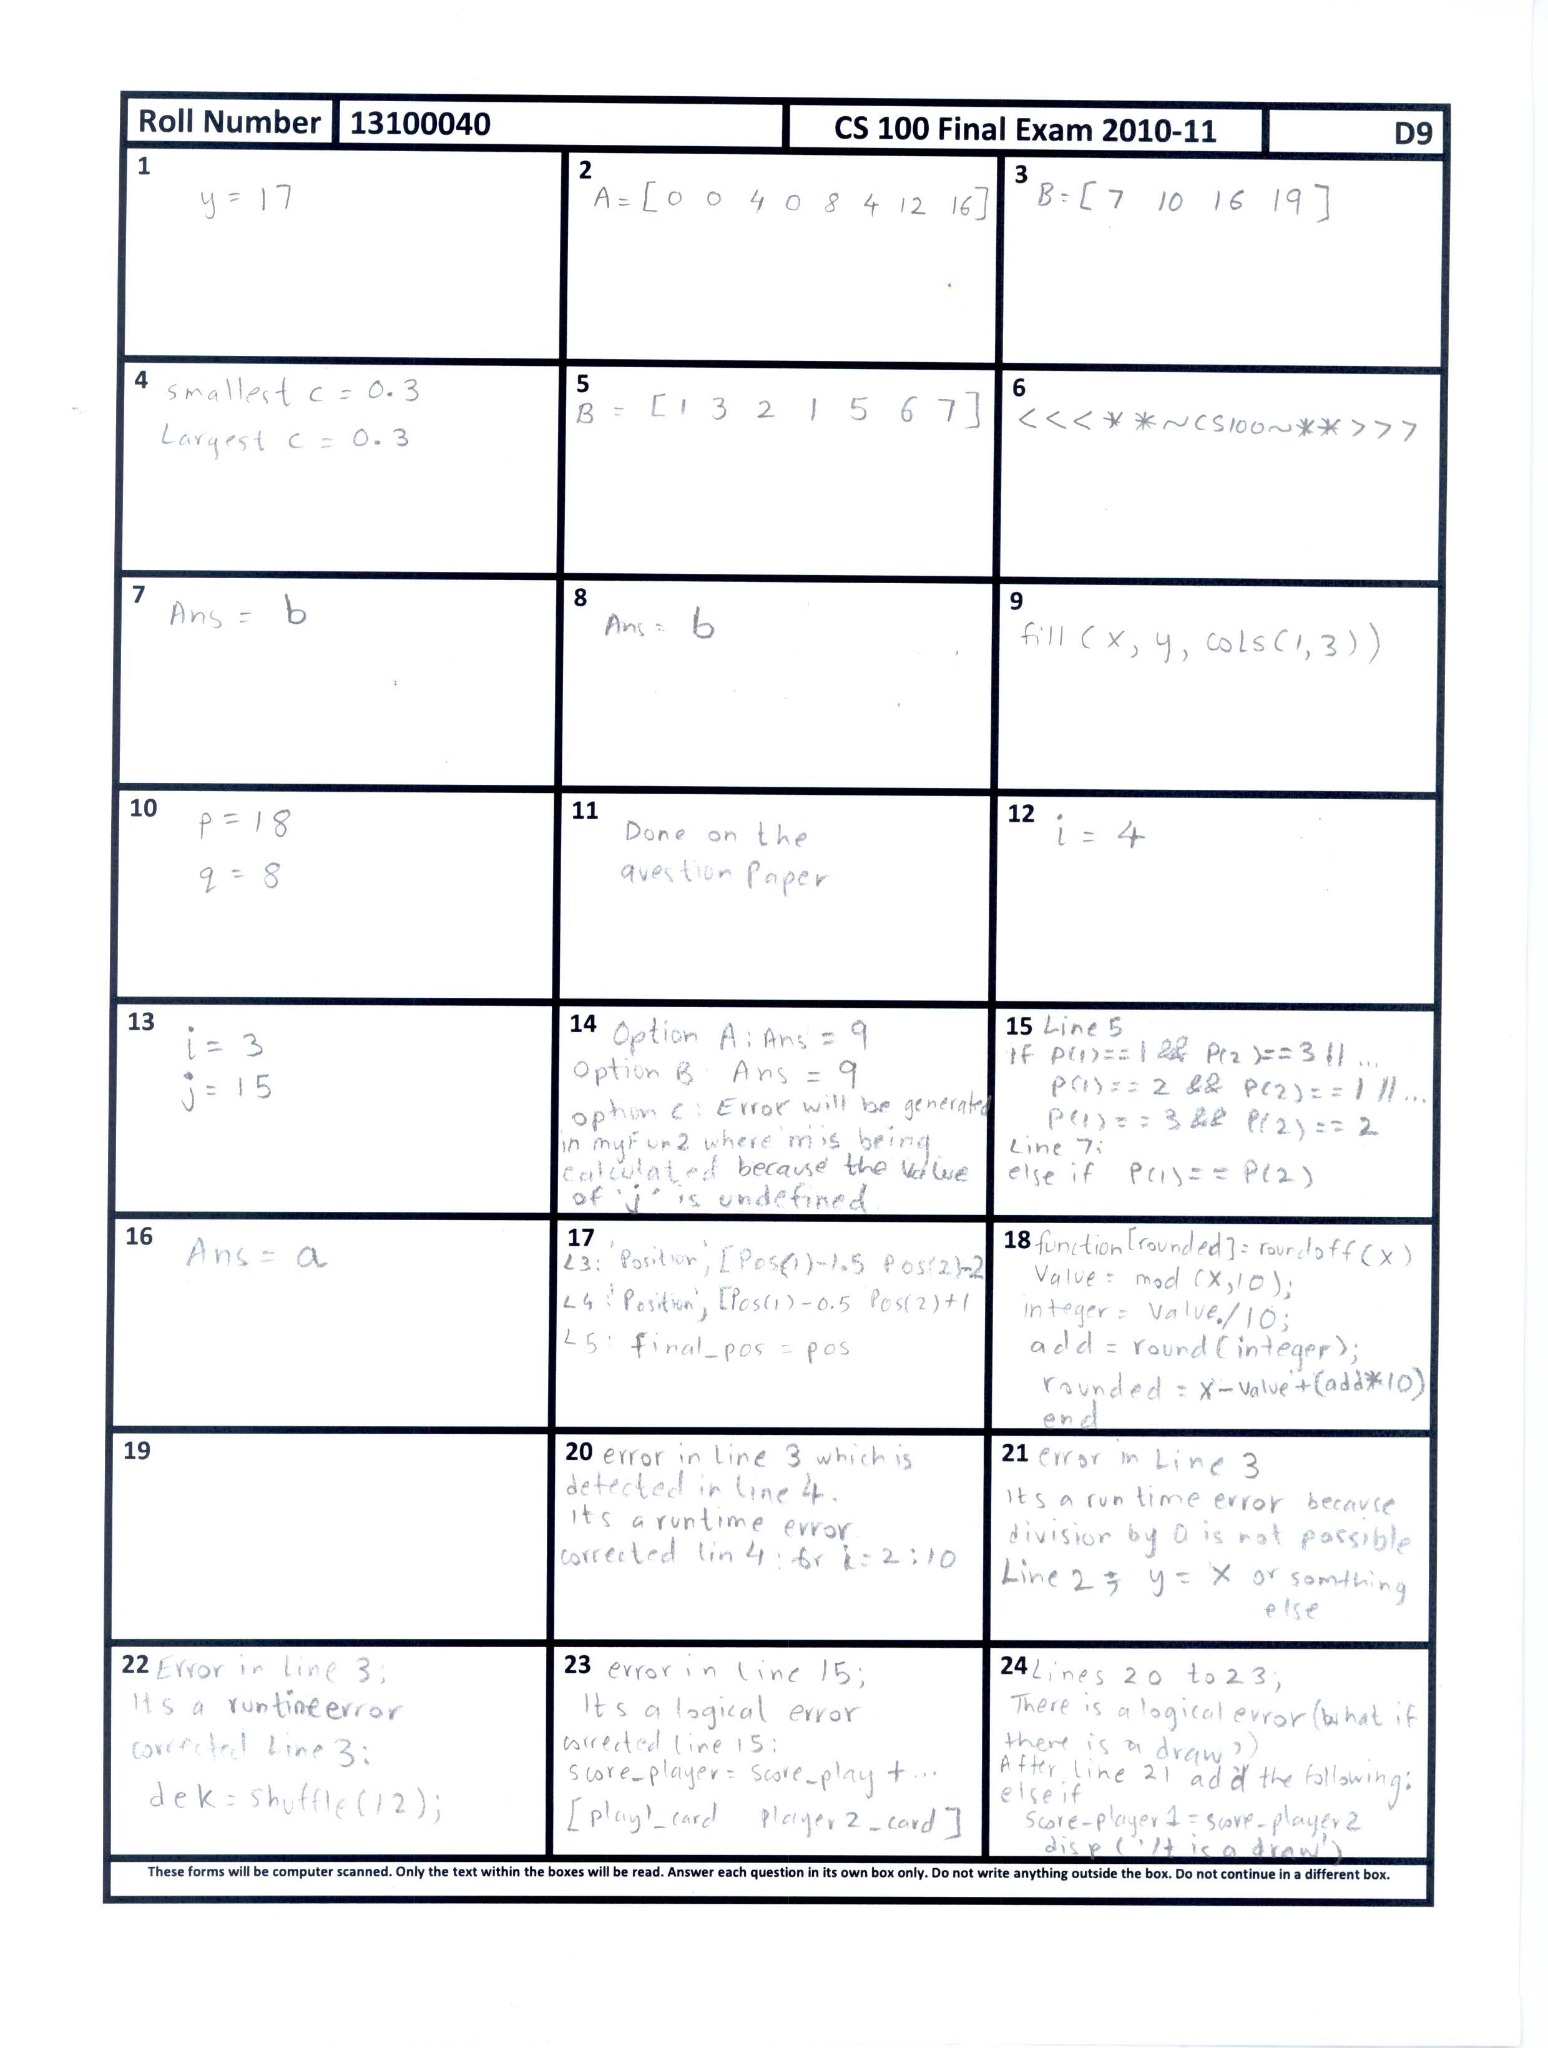 Roll Number 13100040 CS 100 Final Exam 2010-11 D9
1
y = 17
2
A = [0 0 4 0 8 4 12 16]
3
B = [7 10 16 19]
4
smallest c = 0.3
Largest c = 0.3
5
B = [1 3 2 1 5 6 7]
6
<<<**~CS100~**>>>
7
Ans = b
8
Ans = b
9
fill (x, y, cols(1,3))
10
p = 18
q = 8
11
Done on the
question Paper
12
i = 4
13
i = 3
j = 15
14 Option A: Ans = 9
Option B Ans = 9
option c: Error will be generated
in myFun2 where 'm' is being
calculated because the value
of 'j' is undefined
15 Line 5
If P(1)==1 && P(2)==3 || ...
P(1)==2 && P(2)==1 || ...
P(1)==3 && P(2)==2
Line 7:
else if P(1)==P(2)
16
Ans = a
17
L3: 'Position', [Pos(1)-1.5 Pos(2)-2
L4: 'Position', [Pos(1)-0.5 Pos(2)+1
L5: final_pos = pos
18 function [rounded] = roundoff(x)
Value = mod (x,10);
integer = Value./10;
add = round(integer);
rounded = x-value+(add*10)
end
19
20 error in line 3 which is
detected in line 4.
its a runtime error
corrected lin 4: for i=2:10
21 error in Line 3
Its a run time error because
division by 0 is not possible
Line 2; y = x or somthing
else
22 Error in line 3;
Its a runtime error
corrected Line 3:
dek = shuffle(12);
23 error in line 15;
It's a logical error
corrected line 15:
score_player = score_play + ...
[play1_card player2_card]
24 Lines 20 to 23;
There is a logical error (what if
there is a draw?)
After line 21 add the following:
elseif
score-player1 = score_player2
disp('It is a draw')
These forms will be computer scanned. Only the text within the boxes will be read. Answer each question in its own box only. Do not write anything outside the box. Do not continue in a different box.